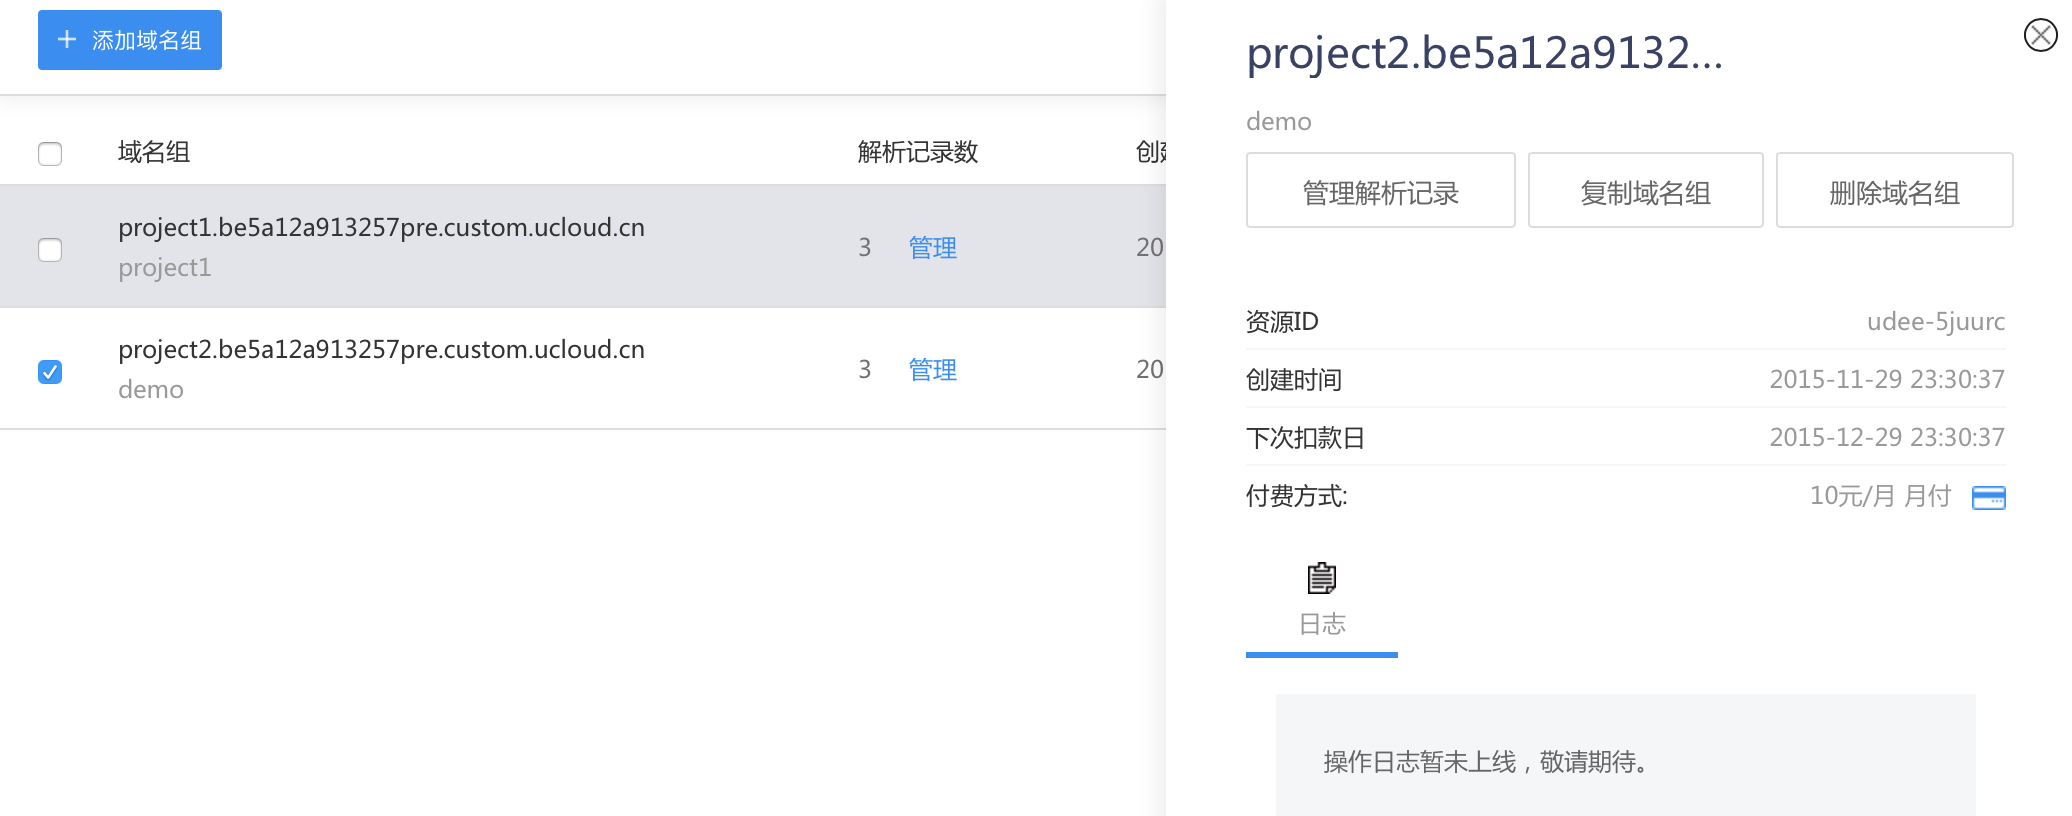 添加域名组
域名组 解析记录数 创建
project1.be5a12a913257pre.custom.ucloud.cn
project1
3 管理 20
project2.be5a12a913257pre.custom.ucloud.cn
demo
3 管理 20
project2.be5a12a9132...
demo
管理解析记录 复制域名组 删除域名组
资源ID udee-5juurc
创建时间 2015-11-29 23:30:37
下次扣款日 2015-12-29 23:30:37
付费方式: 10元/月 月付
日志
操作日志暂未上线，敬请期待。